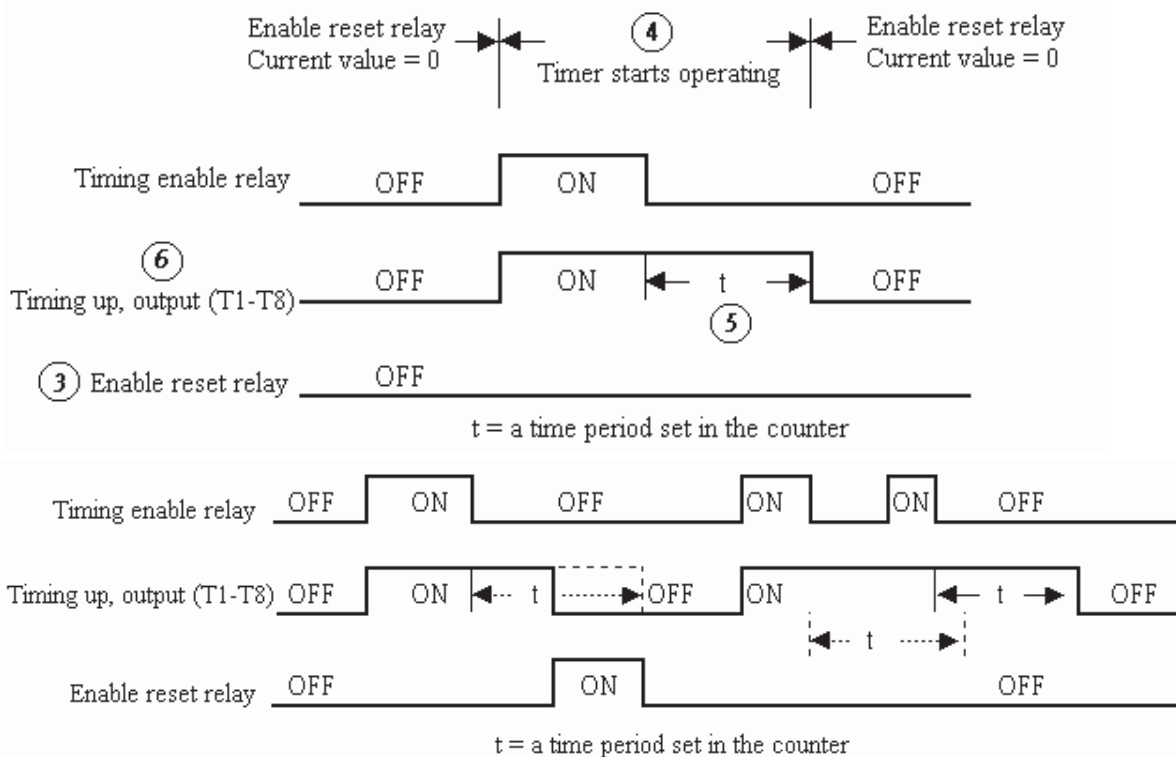 Enable reset relay
Current value = 0
4
Timer starts operating
Enable reset relay
Current value = 0
Timing enable relay OFF ON OFF
6
Timing up, output (T1-T8) OFF ON t OFF
5
3 Enable reset relay OFF
t = a time period set in the counter
Timing enable relay OFF ON OFF ON ON OFF
Timing up, output (T1-T8) OFF ON t OFF ON t OFF
t
Enable reset relay OFF ON OFF
t = a time period set in the counter